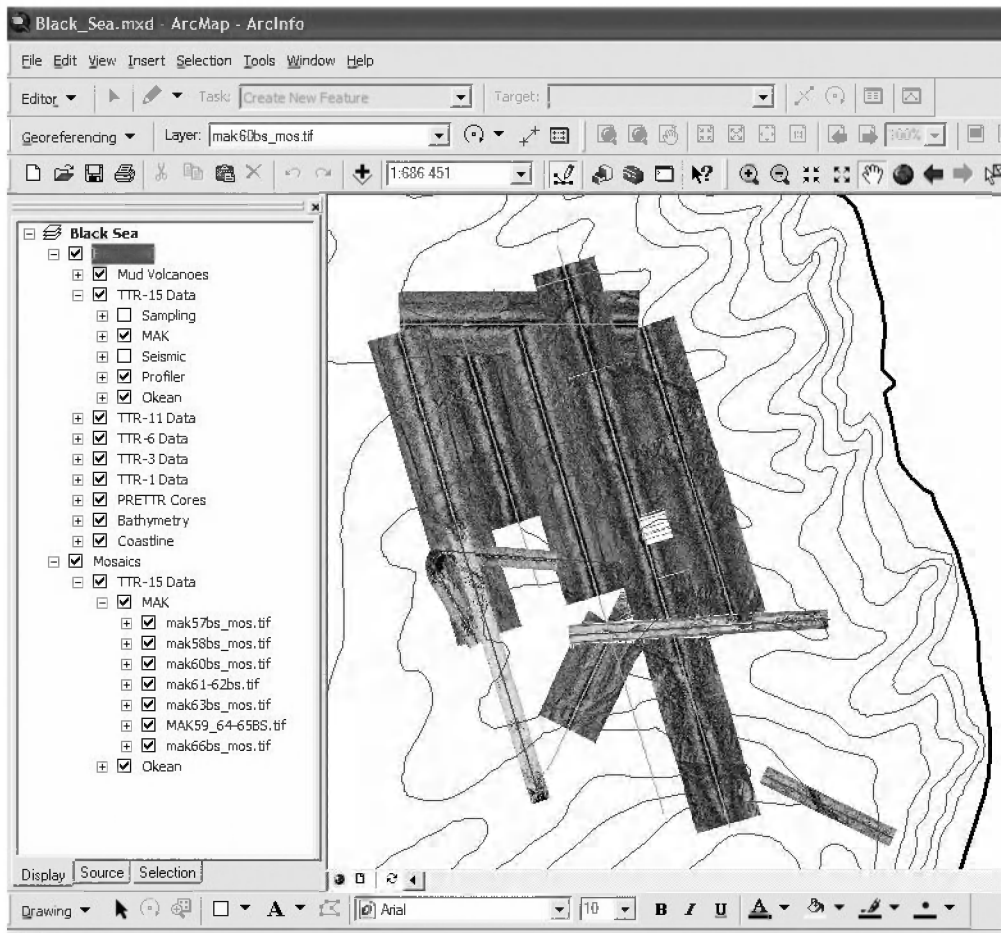 Black_Sea.mxd - ArcMap - ArcInfo
File Edit View Insert Selection Tools Window Help
Editor Task: Create New Feature Target:
Georeferencing Layer: mak60bs_mos.tif 100%
1:686 451
Black Sea
Mud Volcanoes
TTR-15 Data
Sampling
MAK
Seismic
Profiler
Okean
TTR-11 Data
TTR-6 Data
TTR-3 Data
TTR-1 Data
PRETTR Cores
Bathymetry
Coastline
Mosaics
TTR-15 Data
MAK
mak57bs_mos.tif
mak58bs_mos.tif
mak60bs_mos.tif
mak61-62bs.tif
mak63bs_mos.tif
MAK59_64-65BS.tif
mak66bs_mos.tif
Okean
Display Source Selection
Drawing A Arial 10 B I U A